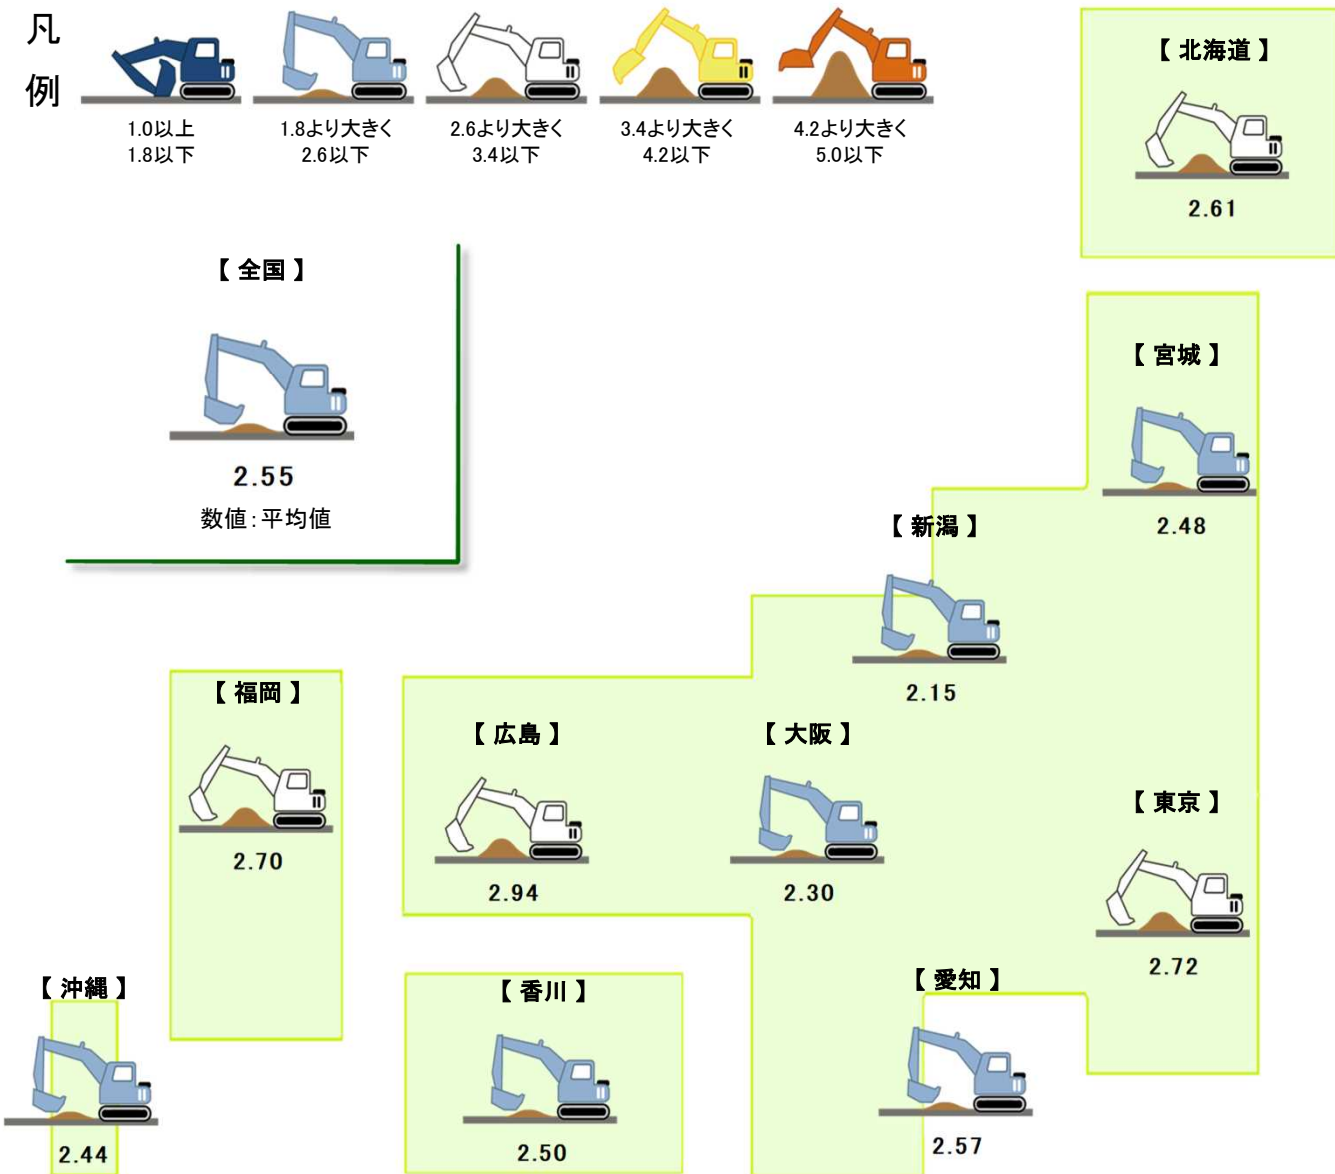 凡
例
1.0以上
1.8以下
1.8より大きく
2.6以下
2.6より大きく
3.4以下
3.4より大きく
4.2以下
4.2より大きく
5.0以下
【 北海道 】
2.61
【 全国 】
2.55
数値：平均値
【 宮城 】
2.48
【 新潟 】
2.15
【 福岡 】
2.70
【 広島 】
2.94
【 大阪 】
2.30
【 東京 】
2.72
【 沖縄 】
2.44
【 香川 】
2.50
【 愛知 】
2.57